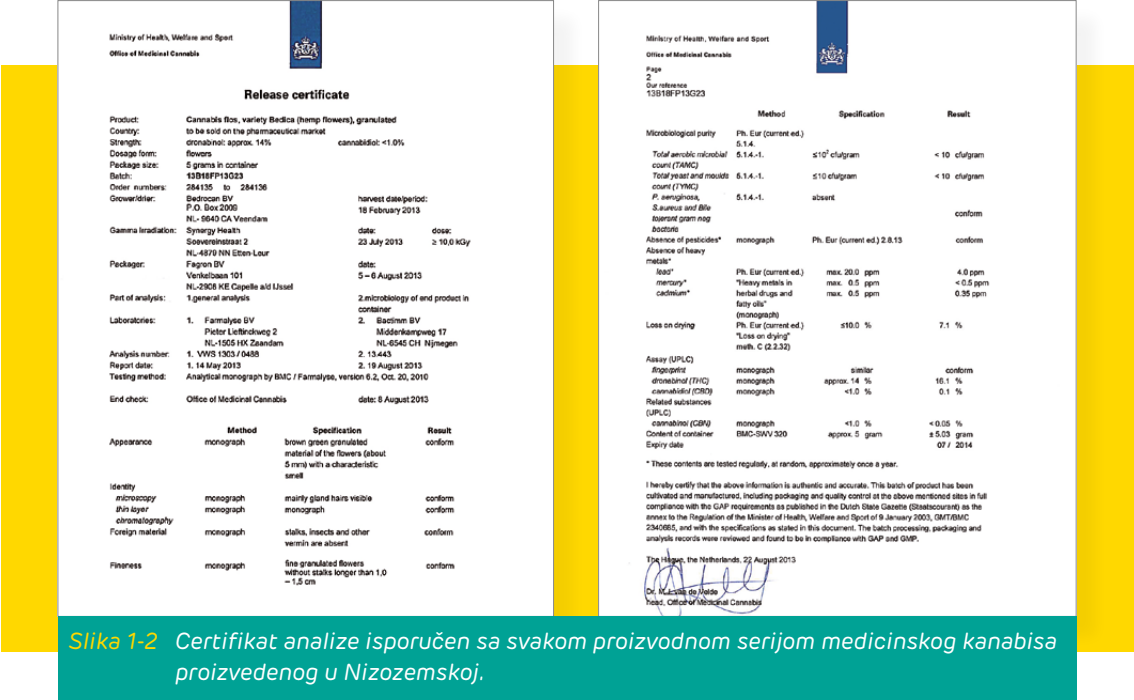 Ministry of Health, Welfare and Sport
Office of Medicinal Cannabis
Release certificate
Product: Cannabis flos, variety Bedica (hemp flowers), granulated
Country: to be sold on the pharmaceutical market
Strength: dronabinol: approx. 14% cannabidiol: <1.0%
Dosage form: flowers
Package size: 5 grams in container
Batch: 13B18FP13G23
Order numbers: 284135 to 284136
Grower/drier: Bedrocan BV harvest date/period:
P.O. Box 2009 18 February 2013
NL- 9640 CA Veendam
Gamma Irradiation: Synergy Health date: dose:
Soevereinstraat 2 23 July 2013 ≥ 10,0 kGy
NL-4879 NN Etten-Leur
Packager: Fagron BV date:
Venkelbaan 101 5 – 6 August 2013
NL-2908 KE Capelle a/d IJssel
Part of analysis: 1.general analysis 2.microbiology of end product in
container
Laboratories: 1. Farmalyse BV 2. Bactimm BV
Pieter Lieftinckweg 2 Middenkampweg 17
NL-1505 HX Zaandam NL-6545 CH Nijmegen
Analysis number: 1. VWS 1303 / 0488 2. 13.443
Report date: 1. 14 May 2013 2. 19 August 2013
Testing method: Analytical monograph by BMC / Farmalyse, version 6.2, Oct. 20, 2010
End check: Office of Medicinal Cannabis date: 8 August 2013
Method Specification Result
Appearance monograph brown green granulated conform
material of the flowers (about
5 mm) with a characteristic
smell
Identity
microscopy monograph mainly gland hairs visible conform
thin layer monograph monograph conform
chromatography
Foreign material monograph stalks, insects and other conform
vermin are absent
Fineness monograph fine granulated flowers conform
without stalks longer than 1,0
– 1,5 cm
Ministry of Health, Welfare and Sport
Office of Medicinal Cannabis
Page
2
Our reference
13B18FP13G23
Method Specification Result
Microbiological purity Ph. Eur (current ed.)
5.1.4.
Total aerobic microbial 5.1.4.-1. ≤10² cfu/gram < 10 cfu/gram
count (TAMC)
Total yeast and moulds 5.1.4.-1. ≤10 cfu/gram < 10 cfu/gram
count (TYMC)
P. aeruginosa, 5.1.4.-1. absent
S.aureus and Bile conform
tolerant gram neg
bacteria
Absence of pesticides* monograph Ph. Eur (current ed.) 2.8.13 conform
Absence of heavy
metals*
lead* Ph. Eur (current ed.) max. 20.0 ppm 4.0 ppm
mercury* "Heavy metals in max. 0.5 ppm < 0.5 ppm
cadmium* herbal drugs and max. 0.5 ppm 0.35 ppm
fatty oils"
(monograph)
Loss on drying Ph. Eur (current ed.) ≤10.0 % 7.1 %
"Loss on drying"
meth. C (2.2.32)
Assay (UPLC)
fingerprint monograph similar conform
dronabinol (THC) monograph approx. 14 % 16.1 %
cannabidiol (CBD) monograph <1.0 % 0.1 %
Related substances
(UPLC)
cannabinol (CBN) monograph <1.0 % < 0.05 %
Content of container BMC-SWV 320 approx. 5 gram ± 5.03 gram
Expiry date 07 / 2014
* These contents are tested regularly, at random, approximately once a year.
I hereby certify that the above information is authentic and accurate. This batch of product has been
cultivated and manufactured, including packaging and quality control at the above mentioned sites in full
compliance with the GAP requirements as published in the Dutch State Gazette (Staatscourant) as the
annex to the Regulation of the Minister of Health, Welfare and Sport of 9 January 2003, GMT/BMC
2340685, and with the specifications as stated in this document. The batch processing, packaging and
analysis records were reviewed and found to be in compliance with GAP and GMP.
The Hague, the Netherlands, 22 August 2013
Dr. M.J. van de Velde
head, Office of Medicinal Cannabis
Slika 1-2 Certifikat analize isporučen sa svakom proizvodnom serijom medicinskog kanabisa
proizvedenog u Nizozemskoj.